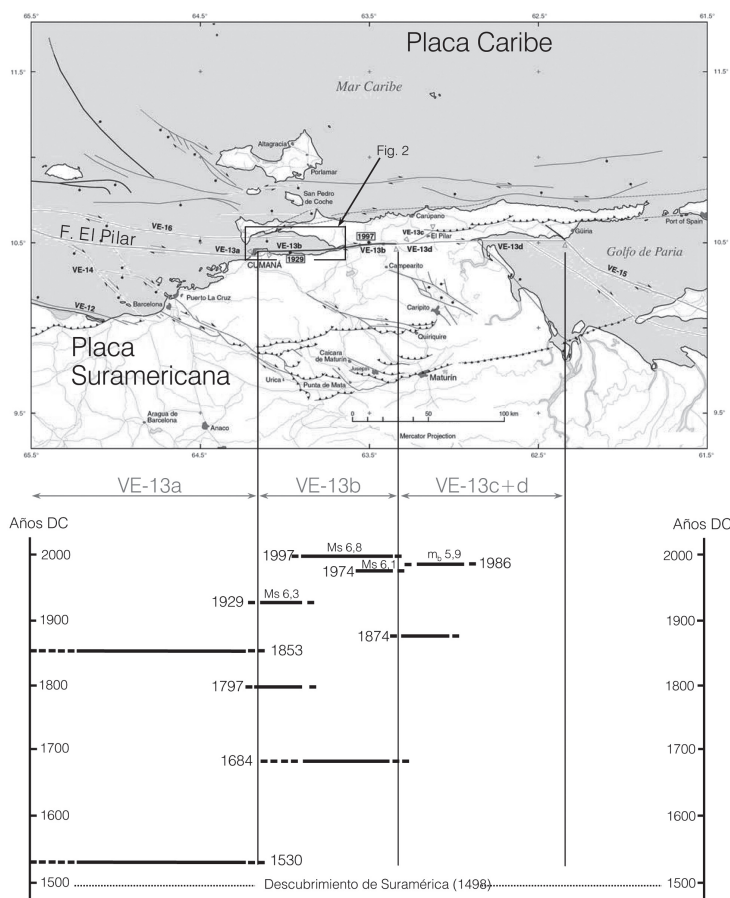 65.5°
64.5°
63.5°
62.5°
61.5°
Placa Caribe
11.5°
11.5°
Mar Caribe
Fig. 2
Altagracia
Porlamar
San Pedro
de Coche
Carúpano
VE-16
VE-13c
Güiria
Port of Spain
F. El Pilar
1997
El Pilar
10.5°
VE-13a
VE-13b
VE-13b
VE-13d
VE-13d
10.5°
CUMANÁ
1929
Golfo de Paria
VE-14
Campearito
VE-15
VE-12
Barcelona
Puerto La Cruz
Caripito
Quiriquire
Placa
Suramericana
Caicara
de Maturín
Jusepín
Urica
Punta de Mata
Maturín
9.5°
9.5°
Aragua de
Barcelona
Anaco
0
50
100 km
Mercator Projection
65.5°
64.5°
63.5°
62.5°
61.5°
VE-13a
VE-13b
VE-13c+d
Años DC
Años DC
2000
1997
Ms 6,8
mb 5,9
1986
2000
1974
Ms 6,1
1929
Ms 6,3
1900
1874
1900
1853
1800
1797
1800
1700
1684
1700
1600
1600
1530
1500
Descubrimiento de Suramérica (1498)
1500